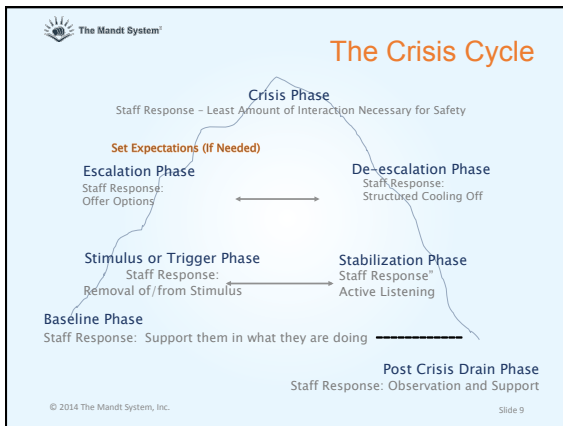 The Mandt System®
The Crisis Cycle
Crisis Phase
Staff Response – Least Amount of Interaction Necessary for Safety
Set Expectations (If Needed)
Escalation Phase
Staff Response:
Offer Options
De-escalation Phase
Staff Response:
Structured Cooling Off
Stimulus or Trigger Phase
Staff Response:
Removal of/from Stimulus
Stabilization Phase
Staff Response”
Active Listening
Baseline Phase
Staff Response: Support them in what they are doing
Post Crisis Drain Phase
Staff Response: Observation and Support
© 2014 The Mandt System, Inc.
Slide 9